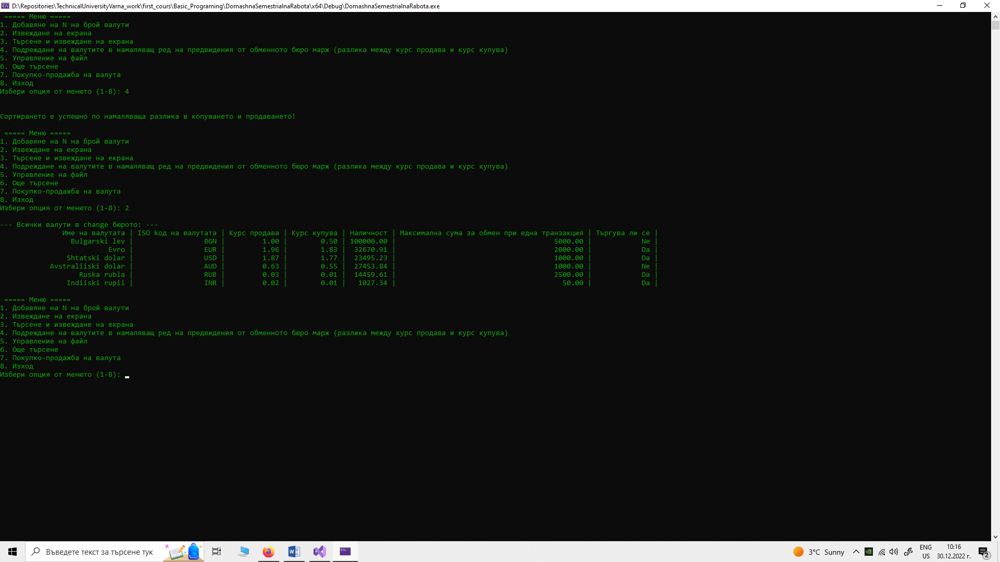 D:\Repositories\TechnicalUniversityVarna_work\first_cours\Basic_Programing\DomashnaSemestrialnaRabota\x64\Debug\DomashnaSemestrialnaRabota.exe
===== Меню =====
1. Добавяне на N на брой валути
2. Извеждане на екрана
3. Търсене и извеждане на екрана
4. Подреждане на валутите в намаляващ ред на предвидения от обменното бюро марж (разлика между курс продава и курс купува)
5. Управление на файл
6. Още търсене
7. Покупко-продажба на валута
8. Изход
Избери опция от менюто (1-8): 4
Сортирането е успешно по намаляваща разлика в копуването и продаването!
===== Меню =====
1. Добавяне на N на брой валути
2. Извеждане на екрана
3. Търсене и извеждане на екрана
4. Подреждане на валутите в намаляващ ред на предвидения от обменното бюро марж (разлика между курс продава и курс купува)
5. Управление на файл
6. Още търсене
7. Покупко-продажба на валута
8. Изход
Избери опция от менюто (1-8): 2
--- Всички валути в change бюрото: ---
Име на валутата | ISO код на валутата | Курс продава | Курс купува | Наличност | Максимална сума за обмен при една транзакция | Търгува ли се |
Bulgarski lev | BGN | 1.00 | 0.50 | 100000.00 | 5000.00 | Ne |
Evro | EUR | 1.96 | 1.83 | 32670.91 | 2000.00 | Da |
Shtatski dolar | USD | 1.87 | 1.77 | 23495.23 | 1000.00 | Da |
Avstraliiski dolar | AUD | 0.63 | 0.55 | 27453.84 | 1000.00 | Ne |
Ruska rubla | RUB | 0.03 | 0.01 | 14459.61 | 2500.00 | Da |
Indiiski rupii | INR | 0.02 | 0.01 | 1027.34 | 50.00 | Da |
===== Меню =====
1. Добавяне на N на брой валути
2. Извеждане на екрана
3. Търсене и извеждане на екрана
4. Подреждане на валутите в намаляващ ред на предвидения от обменното бюро марж (разлика между курс продава и курс купува)
5. Управление на файл
6. Още търсене
7. Покупко-продажба на валута
8. Изход
Избери опция от менюто (1-8):
Въведете текст за търсене тук
3°C Sunny
ENG
US
10:16
30.12.2022 г.
2